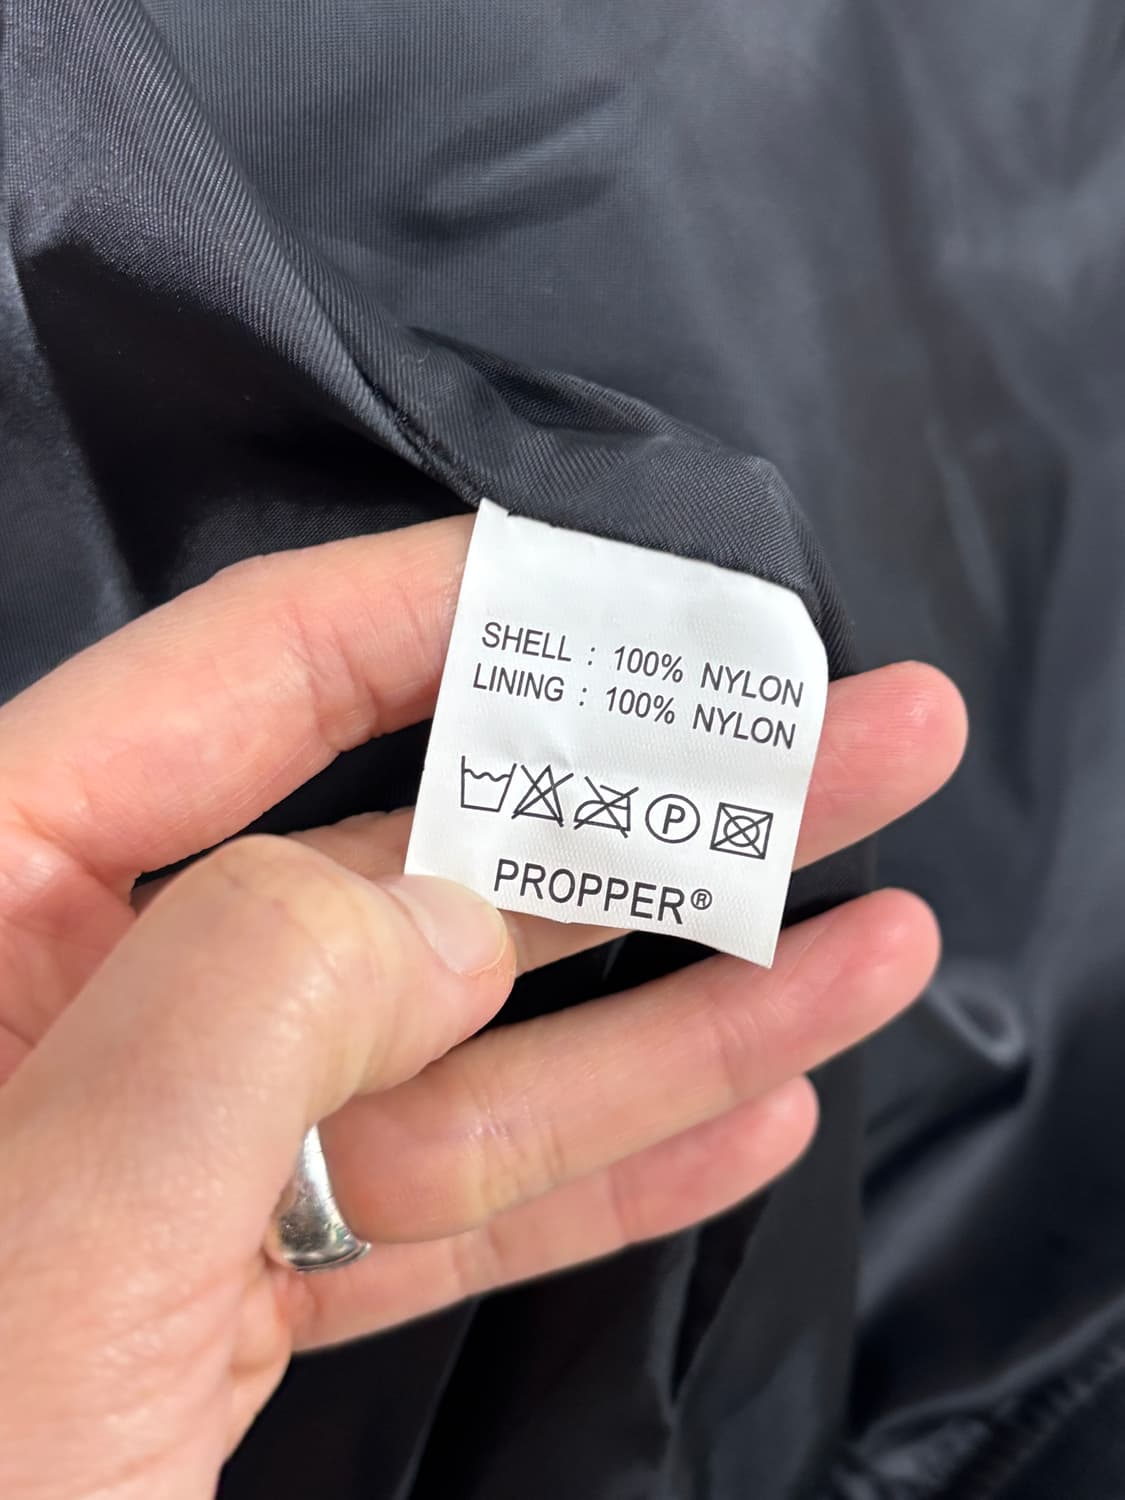 SHELL : 100% NYLON
LINING : 100% NYLON
P
PROPPER®